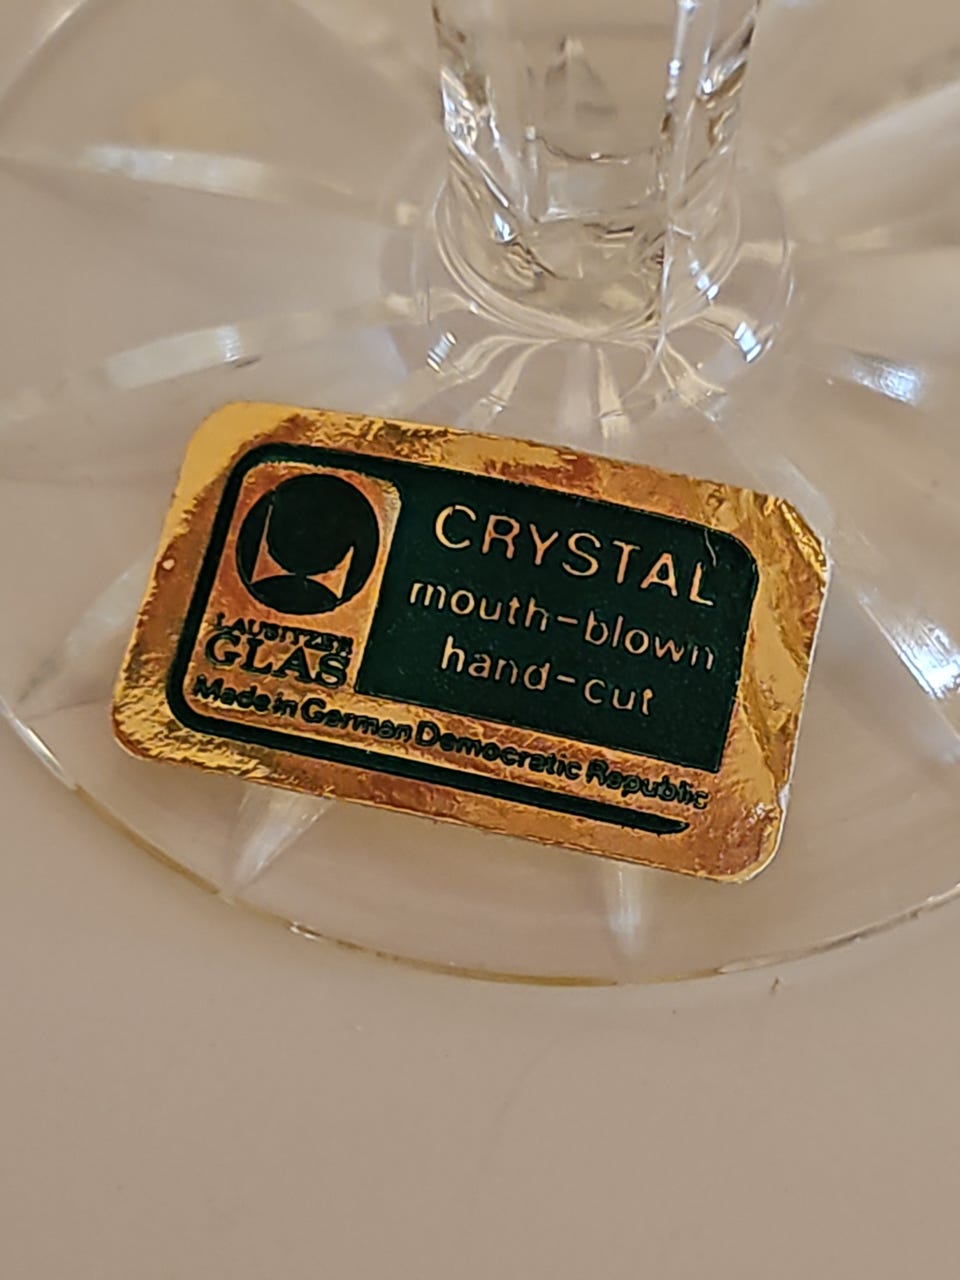 CRYSTAL
mouth-blown
hand-cut
LAUSITZER
GLAS
Made in German Democratic Republic